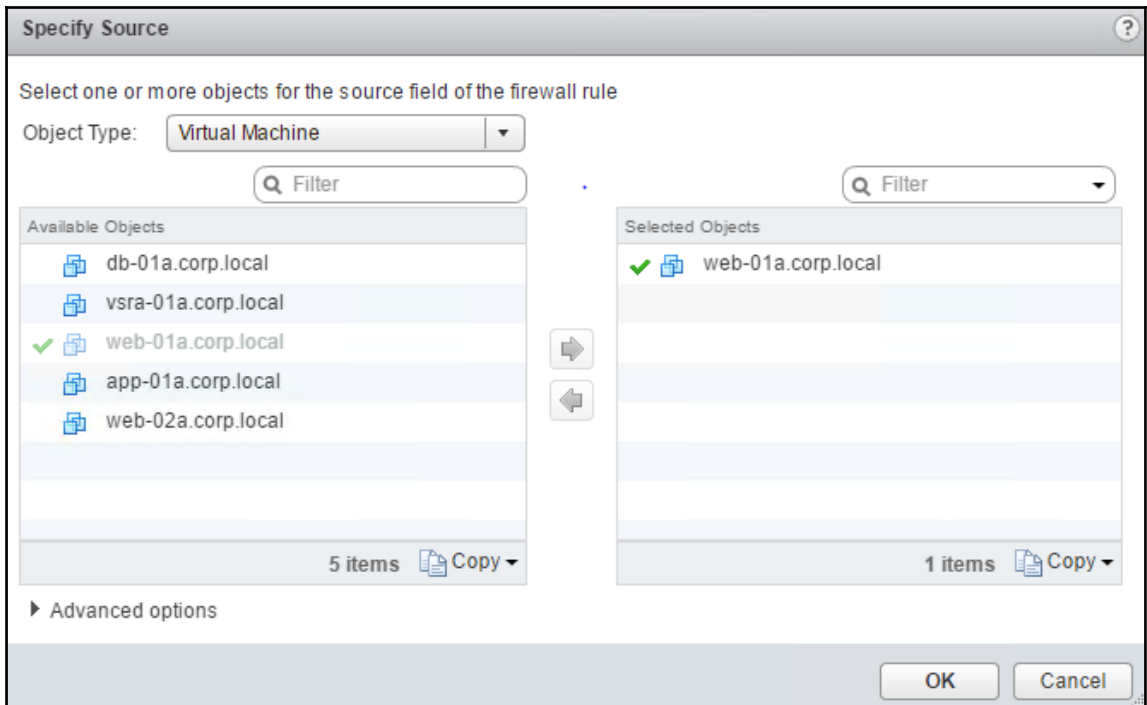 Specify Source
?
Select one or more objects for the source field of the firewall rule
Object Type: Virtual Machine
Filter
Available Objects
db-01a.corp.local
vsra-01a.corp.local
web-01a.corp.local
app-01a.corp.local
web-02a.corp.local
5 items Copy
Filter
Selected Objects
web-01a.corp.local
1 items Copy
Advanced options
OK Cancel